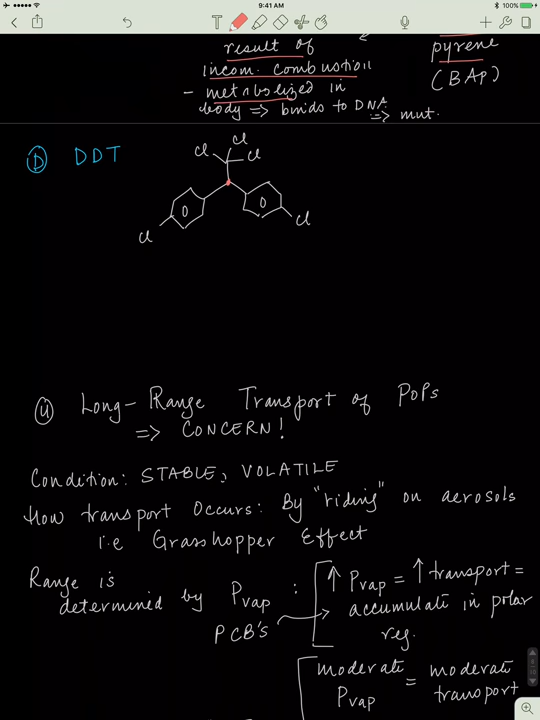 9:41 AM
100%
T
result of
pyrene
incom. combustion
(BAP)
- metabolized in
body => binds to DNA
=> mut.
D DDT
Cl
Cl
Cl
Cl
Cl
4 Long-Range Transport of POPs
=> CONCERN!
Condition: STABLE, VOLATILE
How transport Occurs: By "riding" on aerosols
i.e Grasshopper Effect
Range is
determined by Pvap : ↑ Pvap = ↑ transport =
accumulati in polar
reg.
PCB's
moderate
Pvap = moderate
transport